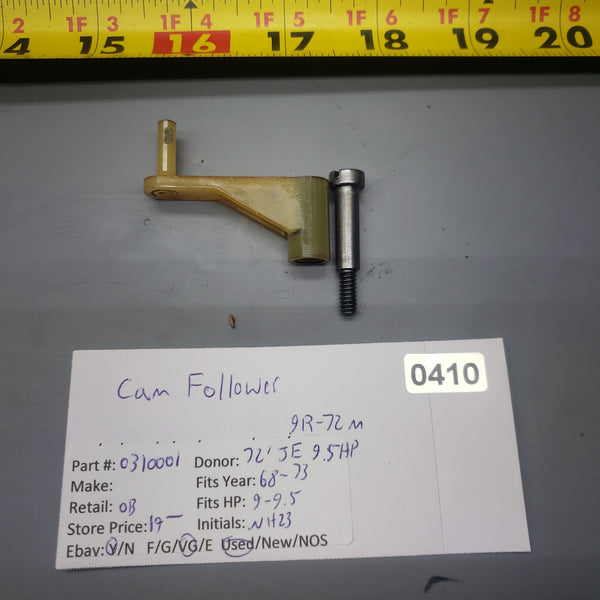 2 1F 3 1F 4 1F 5 1F 6 1F 7 1F 8
4 15 16 17 18 19 20
Cam Follower
0410
9R-72m
Part #: 0310001 Donor: 72' JE 9.5HP
Make: Fits Year: 68-73
Retail: OB Fits HP: 9-9.5
Store Price: 19- Initials: NH23
Ebay: Y/N F/G/VG/E Used/New/NOS